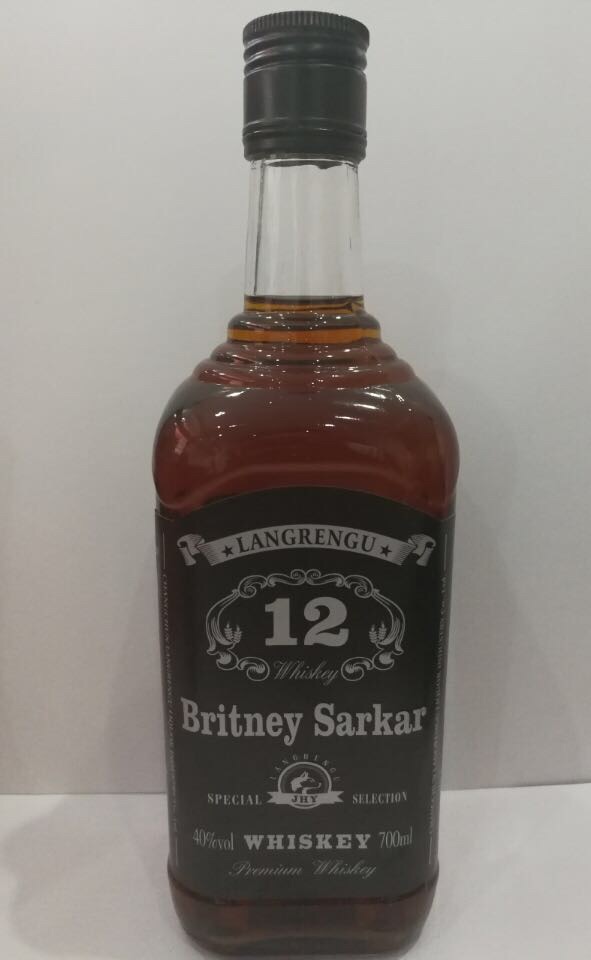 LANGRENGU
12
Whiskey
Britney Sarkar
LANGRENGU
JHY
SPECIAL SELECTION
40%vol WHISKEY 700ml
Premium Whiskey